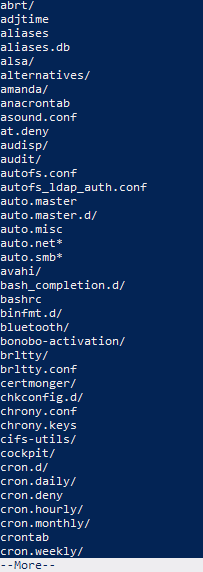 abrt/
adjtime
aliases
aliases.db
alsa/
alternatives/
amanda/
anacrontab
asound.conf
at.deny
audisp/
audit/
autofs.conf
autofs_ldap_auth.conf
auto.master
auto.master.d/
auto.misc
auto.net*
auto.smb*
avahi/
bash_completion.d/
bashrc
binfmt.d/
bluetooth/
bonobo-activation/
brltty/
brltty.conf
certmonger/
chkconfig.d/
chrony.conf
chrony.keys
cifs-utils/
cockpit/
cron.d/
cron.daily/
cron.deny
cron.hourly/
cron.monthly/
crontab
cron.weekly/
--More--